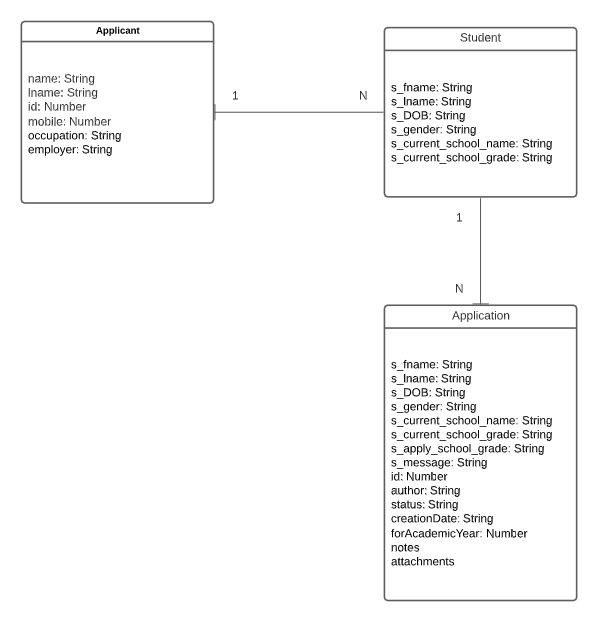 Applicant
name: String
lname: String
id: Number
mobile: Number
occupation: String
employer: String
1
N
Student
s_fname: String
s_lname: String
s_DOB: String
s_gender: String
s_current_school_name: String
s_current_school_grade: String
1
N
Application
s_fname: String
s_lname: String
s_DOB: String
s_gender: String
s_current_school_name: String
s_current_school_grade: String
s_apply_school_grade: String
s_message: String
id: Number
author: String
status: String
creationDate: String
forAcademicYear: Number
notes
attachments